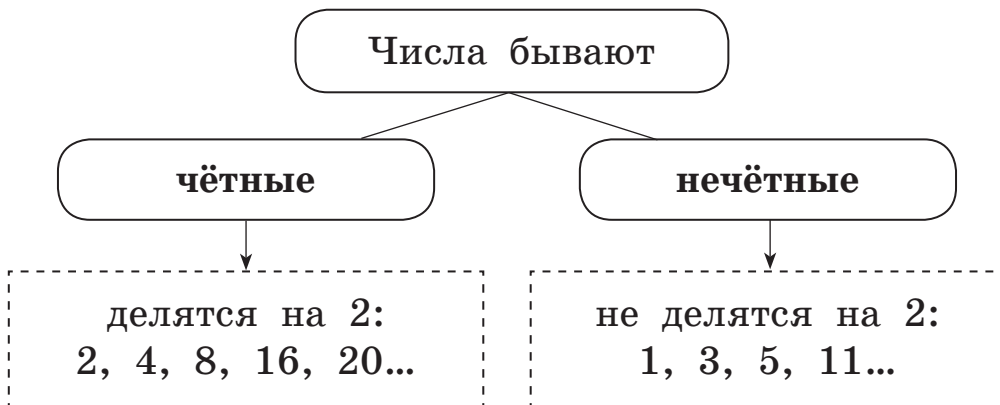 Числа бывают
чётные
нечётные
делятся на 2:
2, 4, 8, 16, 20...
не делятся на 2:
1, 3, 5, 11...